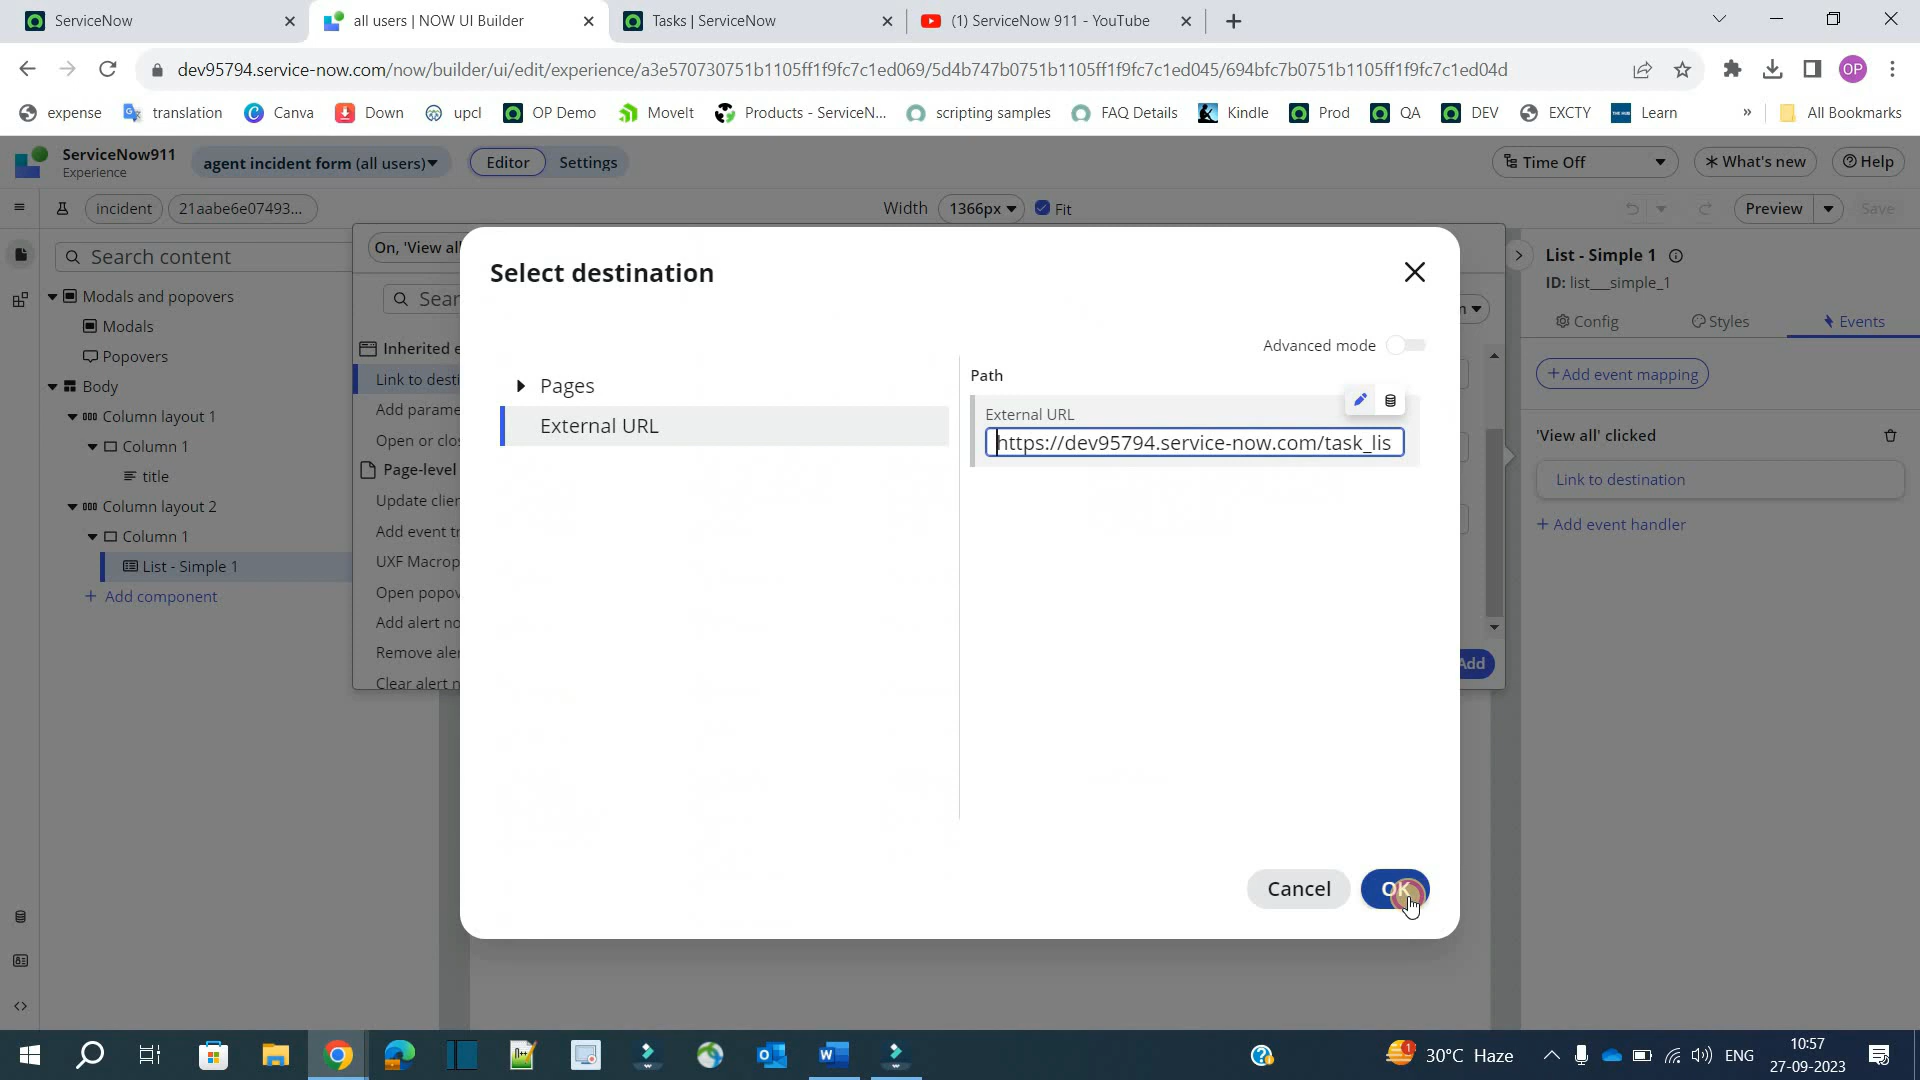 ServiceNow
all users | NOW UI Builder
Tasks | ServiceNow
(1) ServiceNow 911 - YouTube
dev95794.service-now.com/now/builder/ui/edit/experience/a3e570730751b1105ff1f9fc7c1ed069/5d4b747b0751b1105ff1f9fc7c1ed045/694bfc7b0751b1105ff1f9fc7c1ed04d
OP
expense
translation
Canva
Down
upcl
OP Demo
MoveIt
Products - ServiceN...
scripting samples
FAQ Details
Kindle
Prod
QA
DEV
EXCTY
Learn
»
All Bookmarks
ServiceNow911
Experience
agent incident form (all users)
Editor
Settings
Time Off
What's new
Help
incident
21aabe6e07493...
Width
1366px
Fit
Preview
Save
Search content
Modals and popovers
Modals
Popovers
Body
Column layout 1
Column 1
title
Column layout 2
Column 1
List - Simple 1
+ Add component
On, 'View all
Sear
Inherited e
Link to desti
Add parame
Open or clos
Page-level
Update clien
Add event tr
UXF Macrop
Open popov
Add alert no
Remove aler
Clear alert n
Add
Select destination
Advanced mode
Pages
External URL
Path
External URL
https://dev95794.service-now.com/task_lis
Cancel
OK
List - Simple 1
ID: list___simple_1
Config
Styles
Events
+Add event mapping
'View all' clicked
Link to destination
+ Add event handler
30°C Haze
1
ENG
10:57
27-09-2023